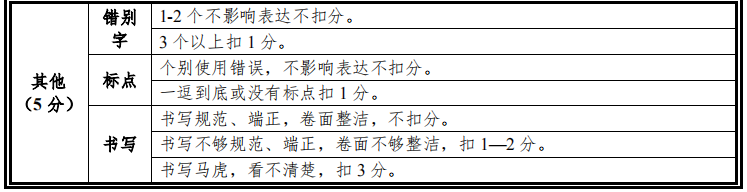 其他
（5 分）
错别
字
1-2 个不影响表达不扣分。
3 个以上扣 1 分。
标点
个别使用错误，不影响表达不扣分。
一逗到底或没有标点扣 1 分。
书写
书写规范、端正，卷面整洁，不扣分。
书写不够规范、端正，卷面不够整洁，扣 1—2 分。
书写马虎，看不清楚，扣 3 分。